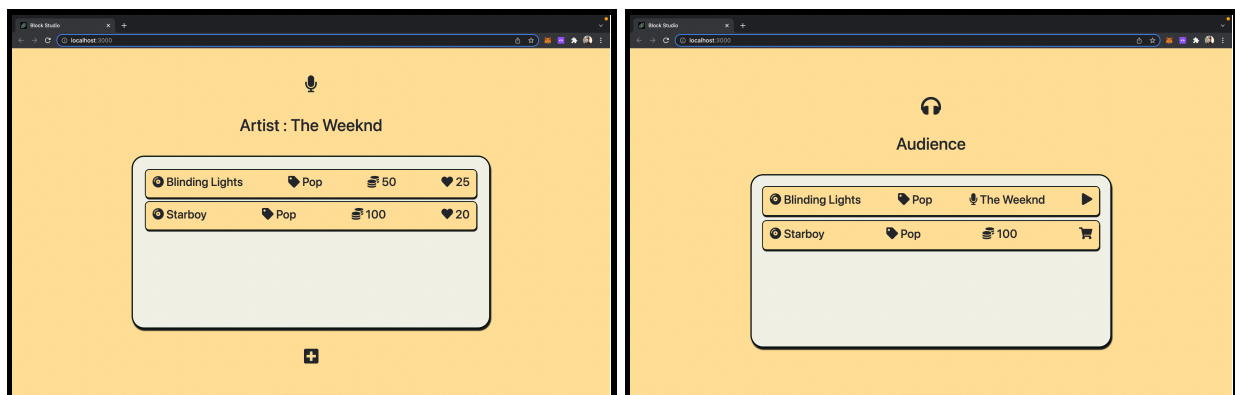 Block Studio
localhost:3000
Artist : The Weeknd
Blinding Lights Pop 50 25
Starboy Pop 100 20
Block Studio
localhost:3000
Audience
Blinding Lights Pop The Weeknd
Starboy Pop 100